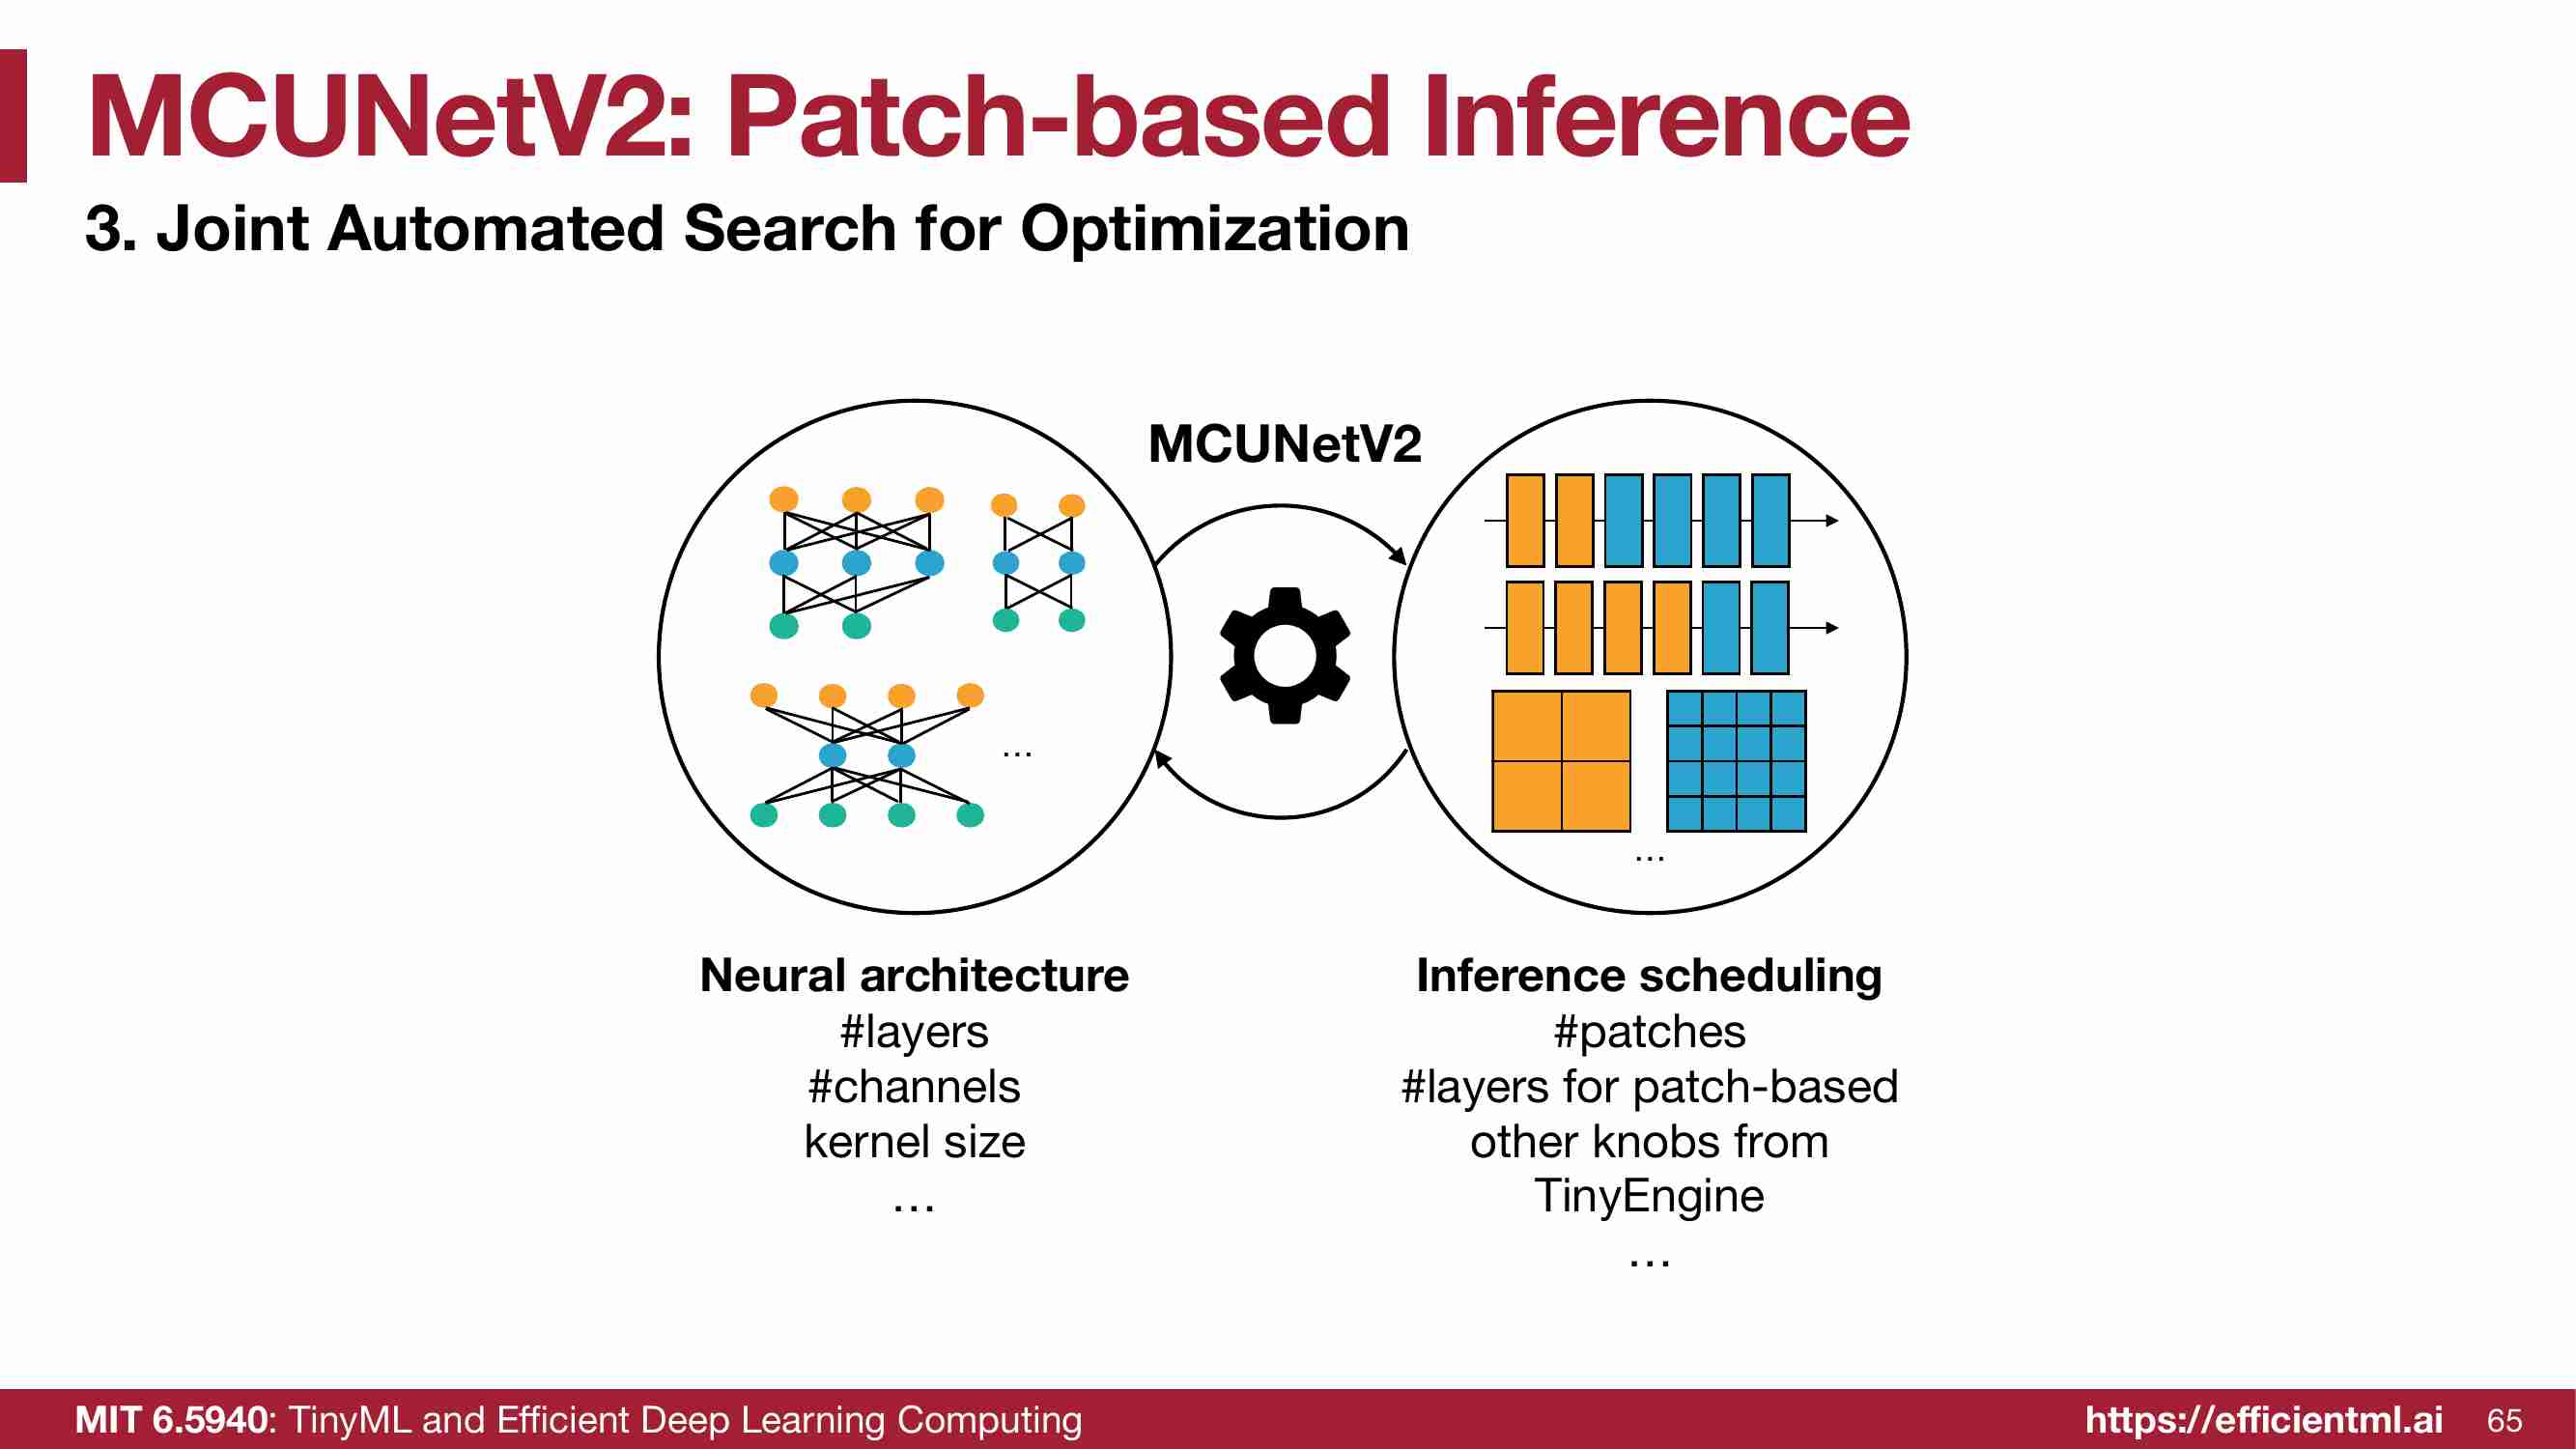 MCUNetV2: Patch-based Inference
3. Joint Automated Search for Optimization
MCUNetV2
...
...
Neural architecture
#layers
#channels
kernel size
...
Inference scheduling
#patches
#layers for patch-based
other knobs from
TinyEngine
...
MIT 6.5940: TinyML and Efficient Deep Learning Computing
https://efficientml.ai 65